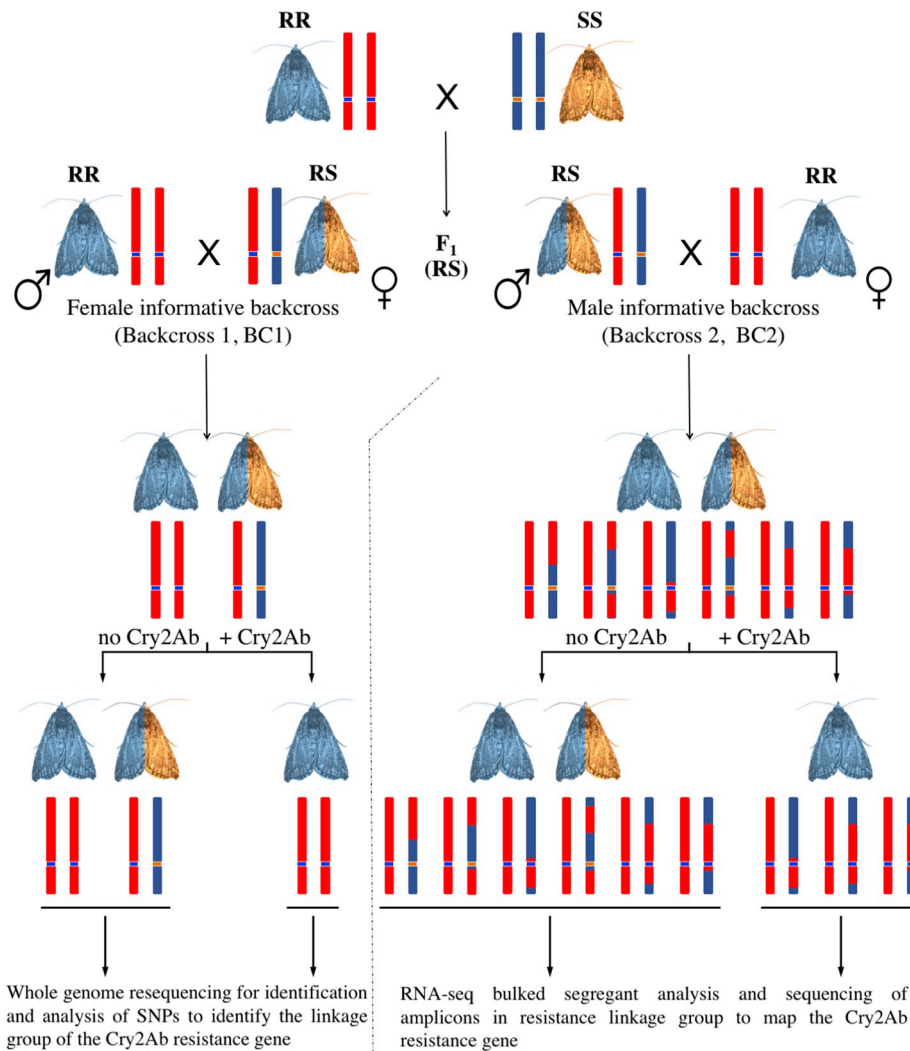 RR
SS
X
RR
RS
RS
RR
X
F1
(RS)
X
♂
♀
♂
♀
Female informative backcross
(Backcross 1, BC1)
Male informative backcross
(Backcross 2, BC2)
no Cry2Ab + Cry2Ab
no Cry2Ab + Cry2Ab
Whole genome resequencing for identification
and analysis of SNPs to identify the linkage
group of the Cry2Ab resistance gene
RNA-seq bulked segregant analysis and sequencing of
amplicons in resistance linkage group to map the Cry2Ab
resistance gene